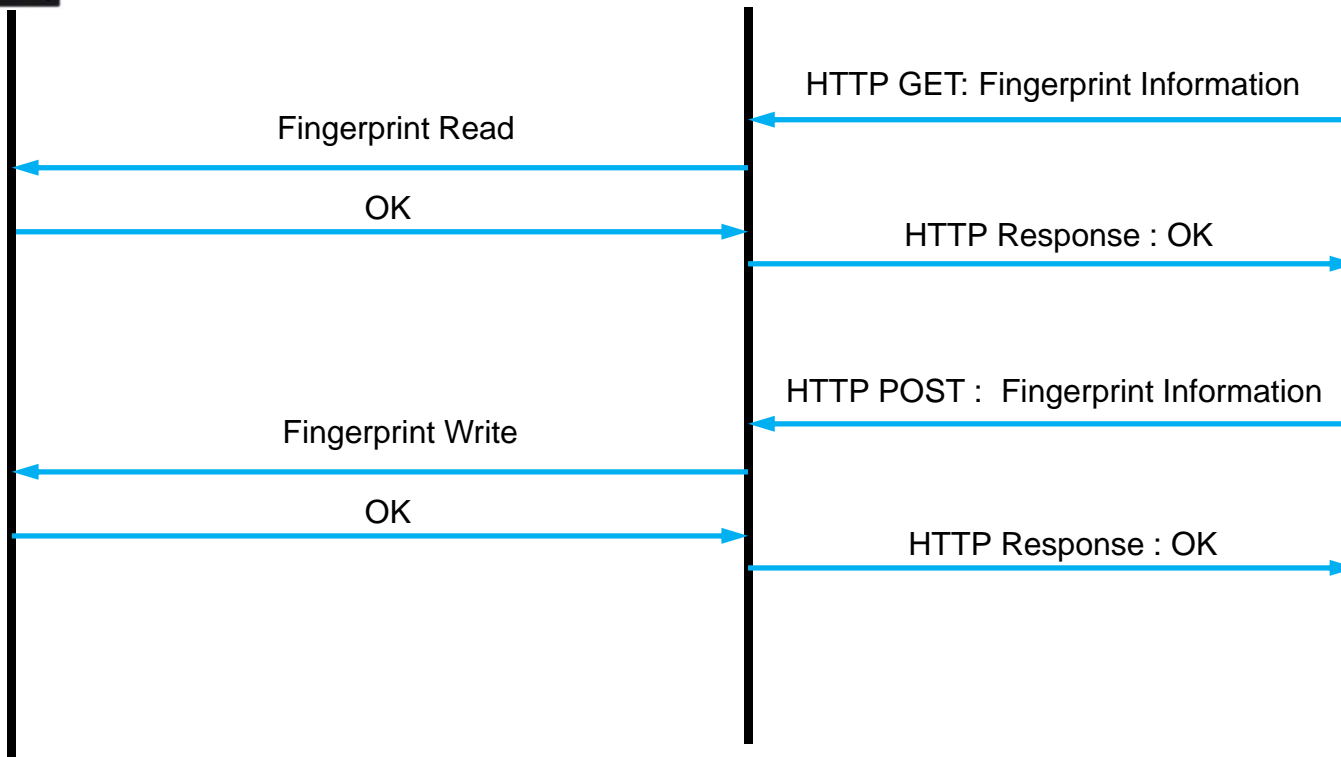 HTTP GET: Fingerprint Information
Fingerprint Read
OK
HTTP Response : OK
HTTP POST :  Fingerprint Information
Fingerprint Write
OK
HTTP Response : OK